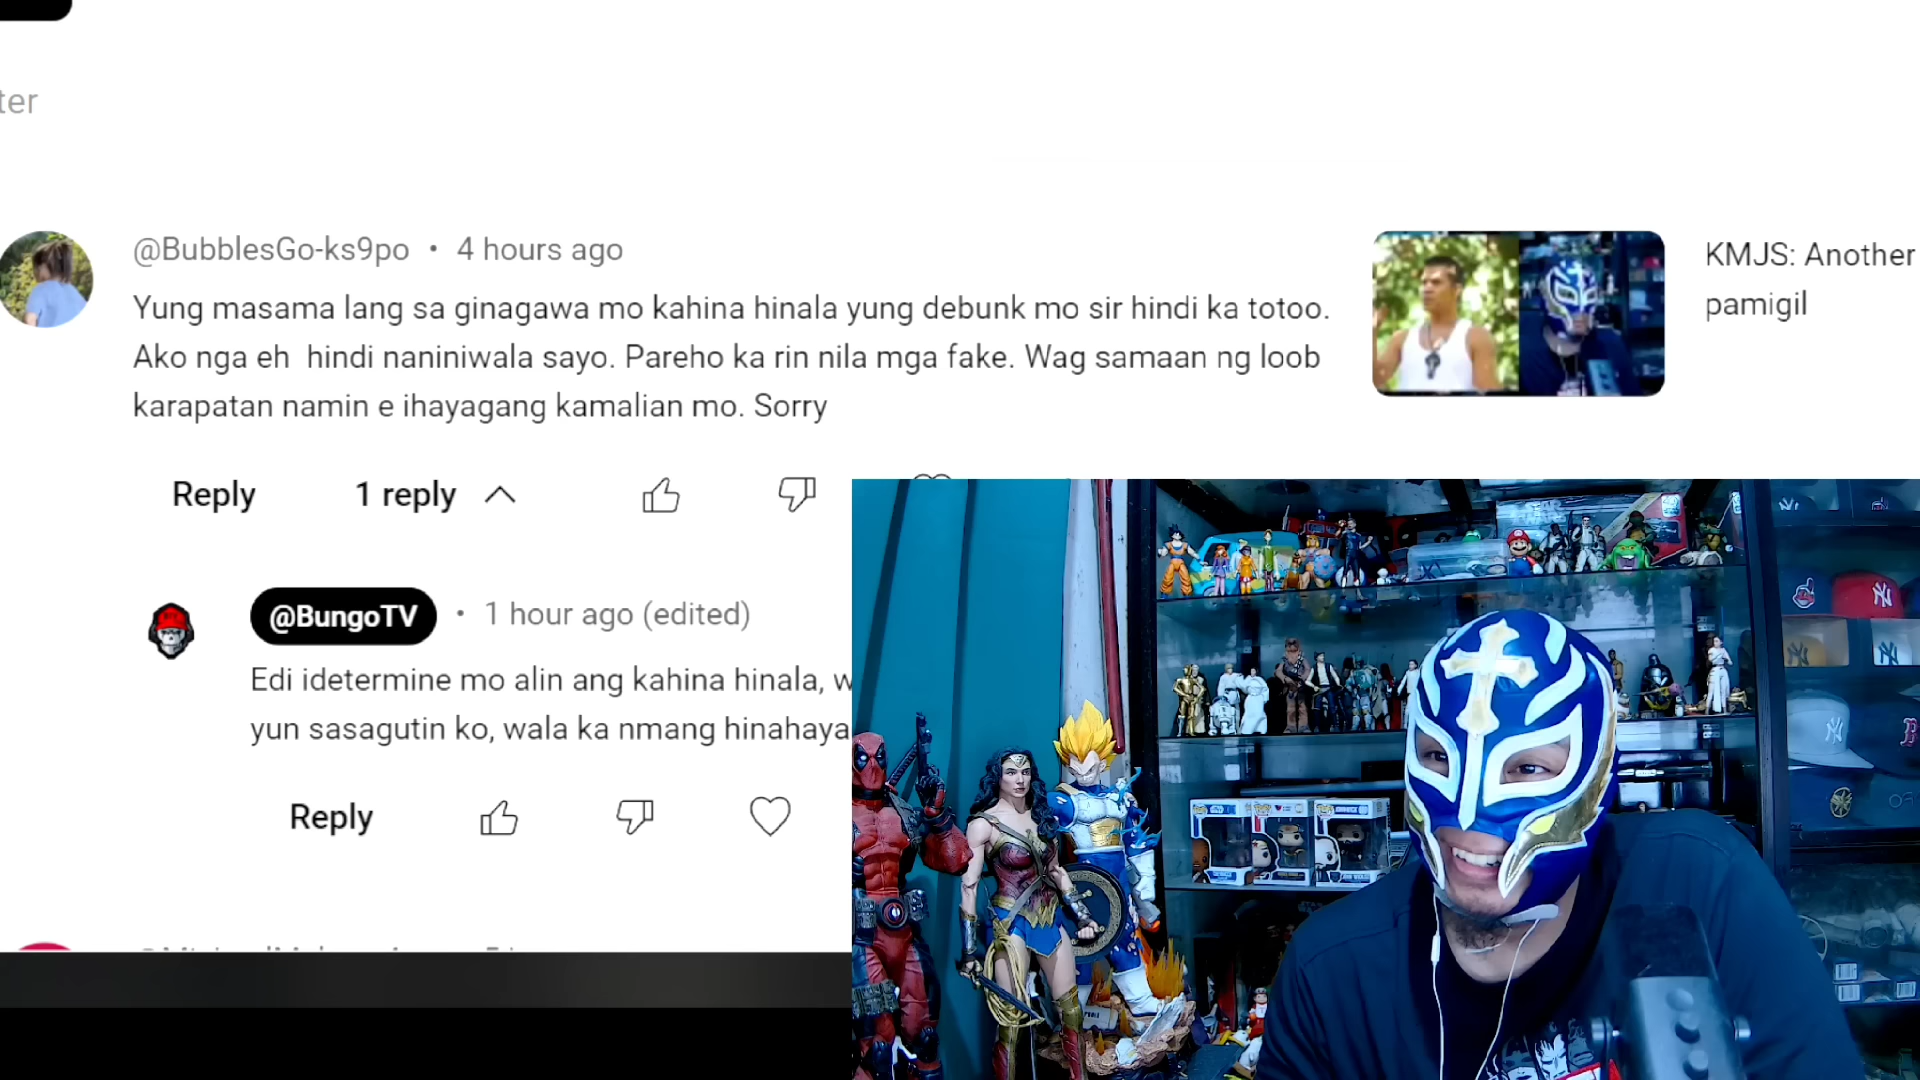 ter
@BubblesGo-ks9po • 4 hours ago
Yung masama lang sa ginagawa mo kahina hinala yung debunk mo sir hindi ka totoo.
Ako nga eh hindi naniniwala sayo. Pareho ka rin nila mga fake. Wag samaan ng loob
karapatan namin e ihayagang kamalian mo. Sorry
KMJS: Another
pamigil
Reply 1 reply
@BungoTV • 1 hour ago (edited)
Edi idetermine mo alin ang kahina hinala, w
yun sasagutin ko, wala ka nmang hinahaya
Reply